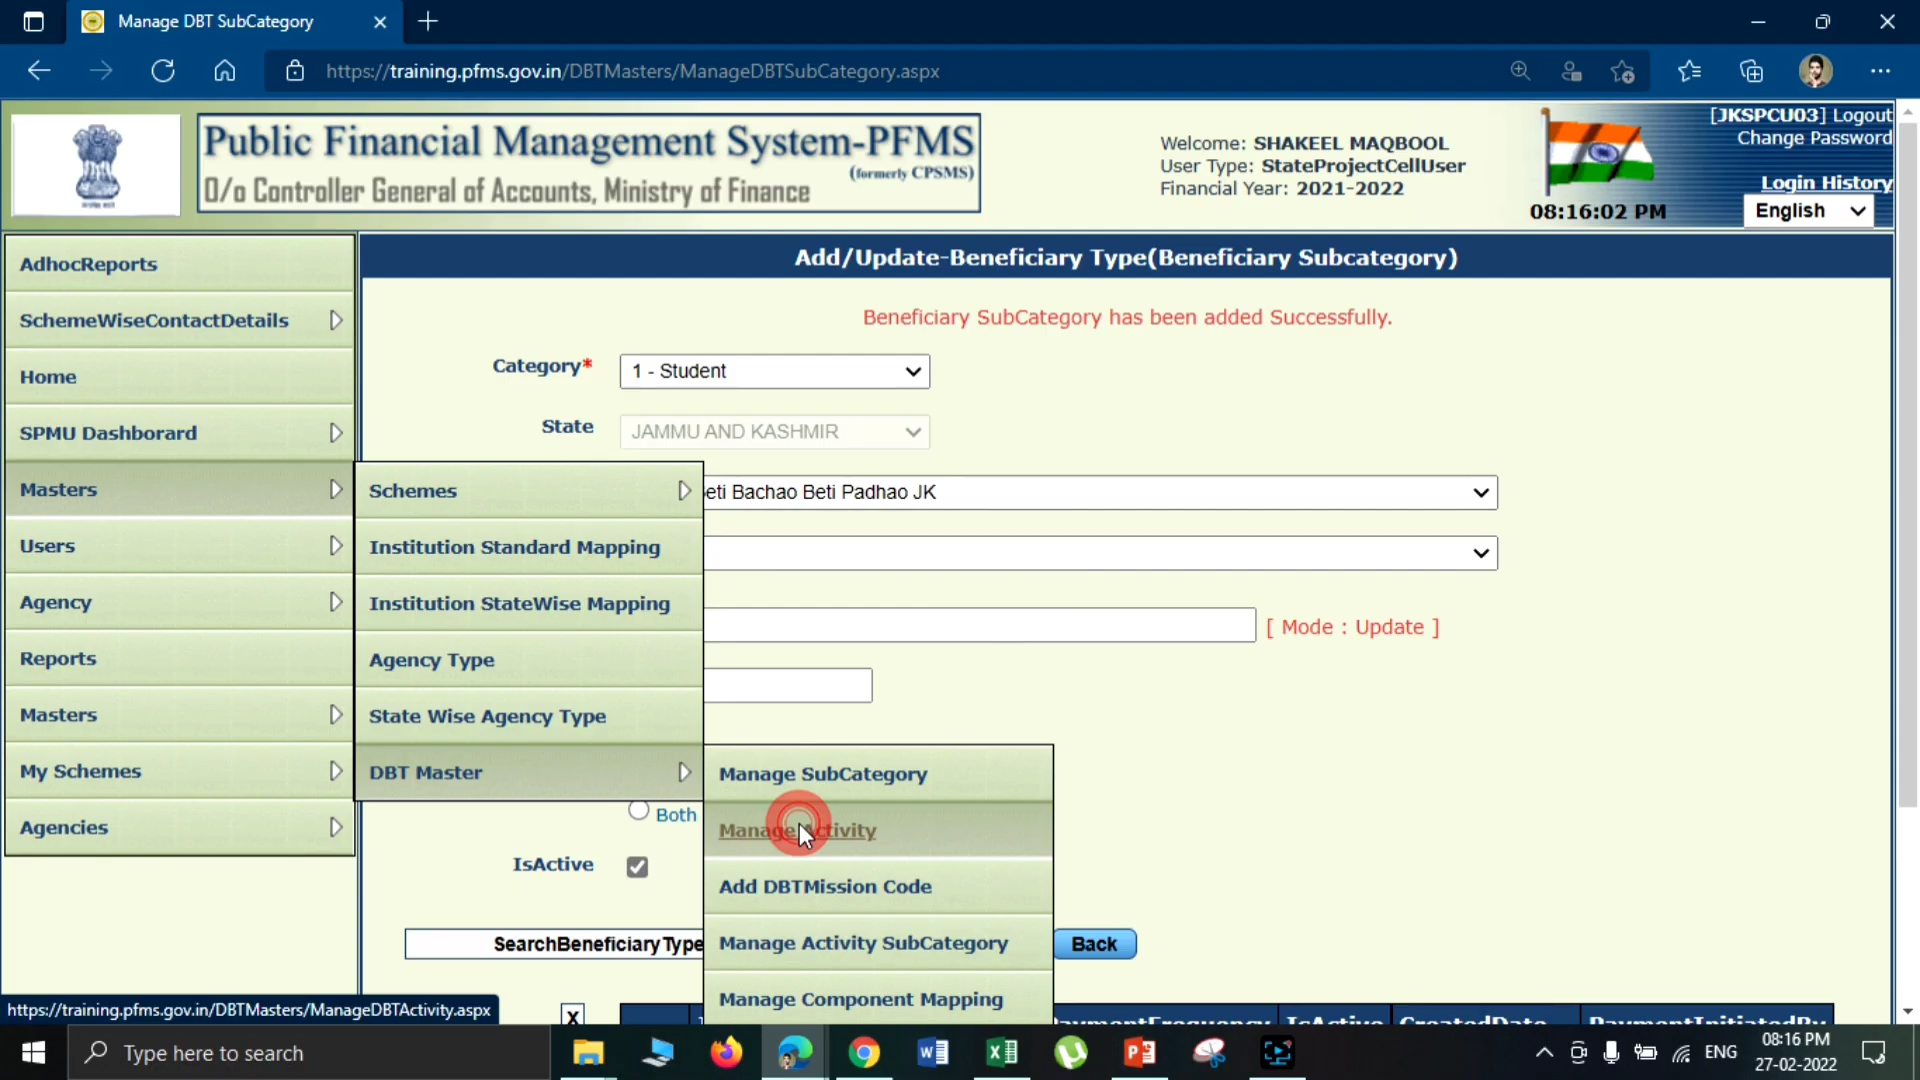 Manage DBT SubCategory
https://training.pfms.gov.in/DBTMasters/ManageDBTSubCategory.aspx
Public Financial Management System-PFMS
(formerly CPSMS)
O/o Controller General of Accounts, Ministry of Finance
Welcome: SHAKEEL MAQBOOL
User Type: StateProjectCellUser
Financial Year: 2021-2022
[JKSPCU03] Logout
Change Password
Login History
08:16:02 PM
English
AdhocReports
SchemeWiseContactDetails
Home
SPMU Dashborard
Masters
Users
Agency
Reports
Masters
My Schemes
Agencies
Schemes
Institution Standard Mapping
Institution StateWise Mapping
Agency Type
State Wise Agency Type
DBT Master
Manage SubCategory
Manage Activity
Add DBTMission Code
Manage Activity SubCategory
Manage Component Mapping
Add/Update-Beneficiary Type(Beneficiary Subcategory)
Beneficiary SubCategory has been added Successfully.
Category* 1 - Student
State JAMMU AND KASHMIR
Beti Bachao Beti Padhao JK
[ Mode : Update ]
Both
IsActive
SearchBeneficiaryType
Back
X
PaymentFrequency IsActive CreatedDate PaymentInitiatedBy
https://training.pfms.gov.in/DBTMasters/ManageDBTActivity.aspx
Type here to search
ENG
08:16 PM
27-02-2022